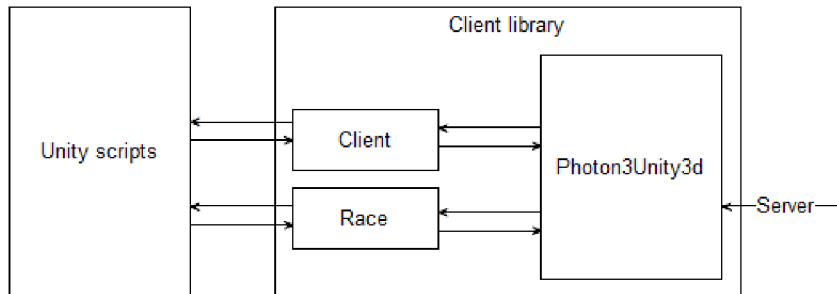 Client library
Unity scripts
Client
Photon3Unity3d
Race
Server